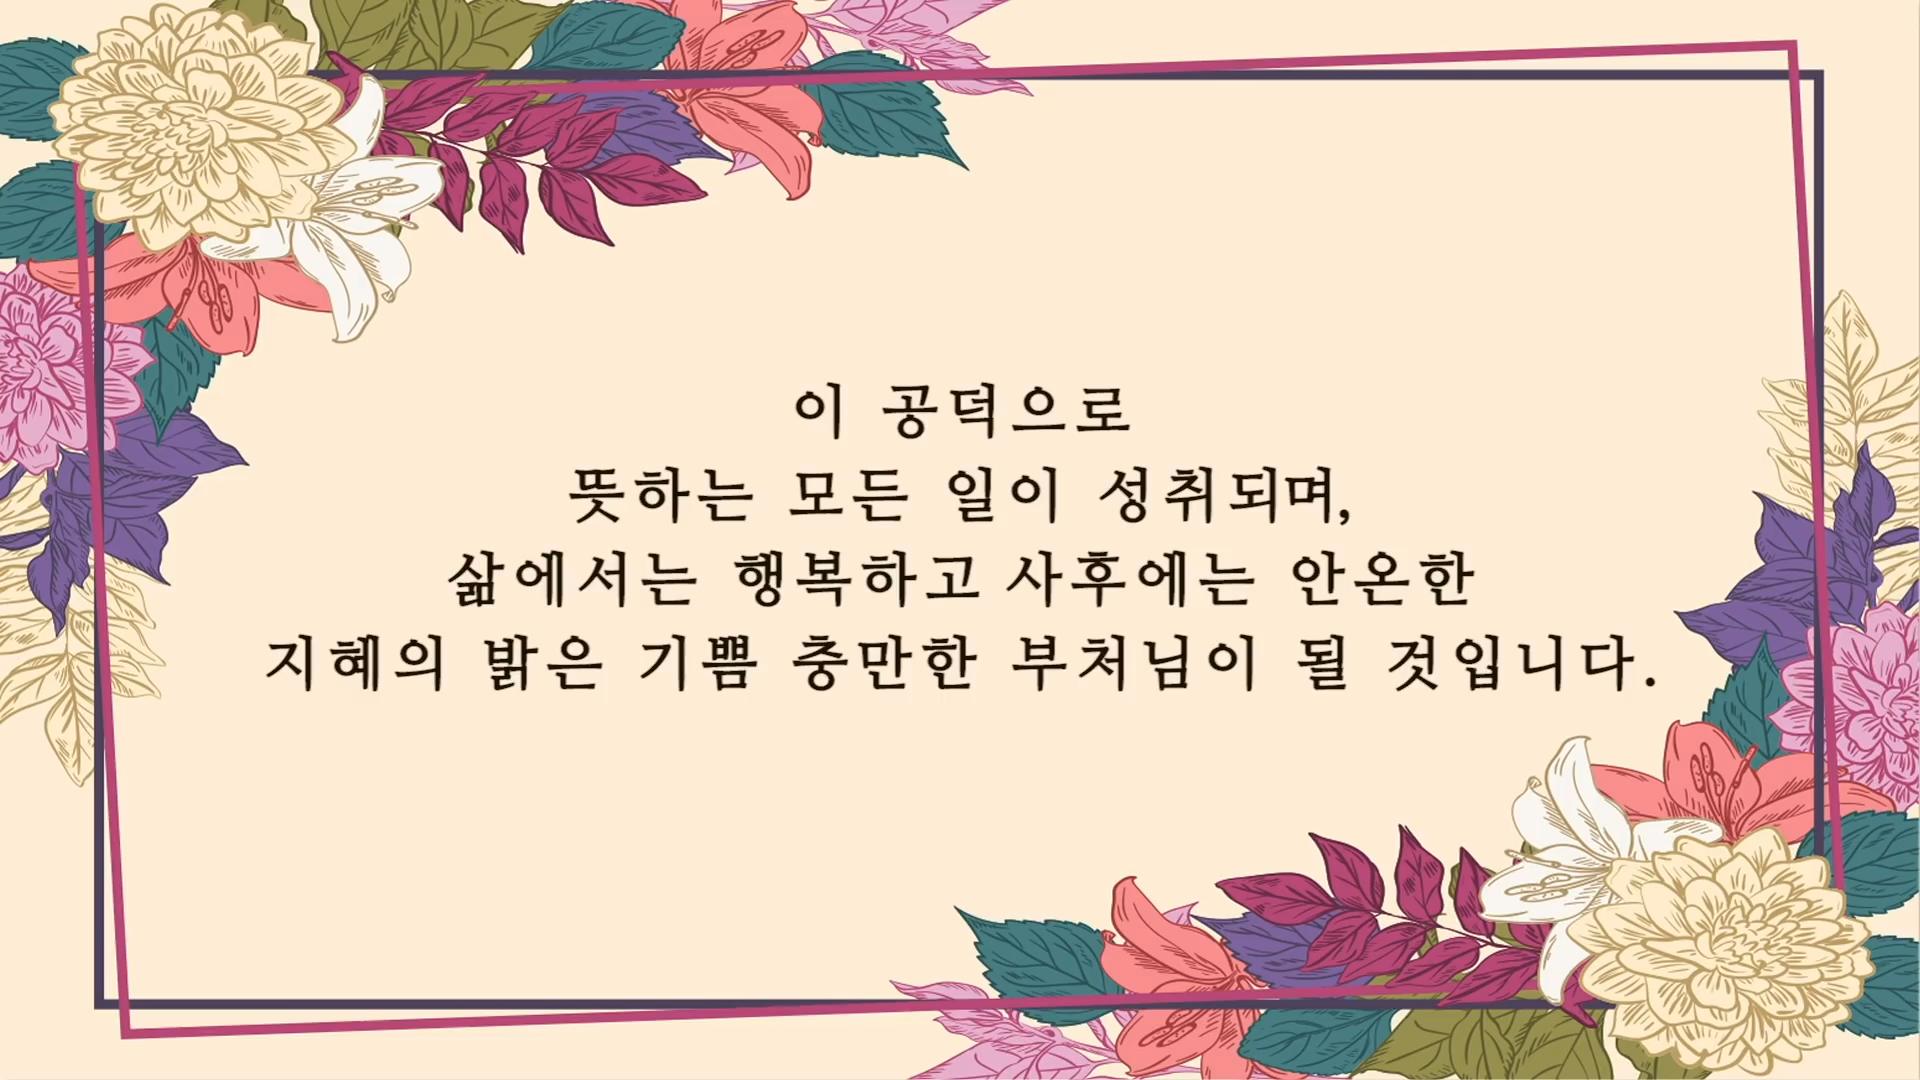 이 공덕으로
뜻하는 모든 일이 성취되며,
삶에서는 행복하고 사후에는 안온한
지혜의 밝은 기쁨 충만한 부처님이 될 것입니다.